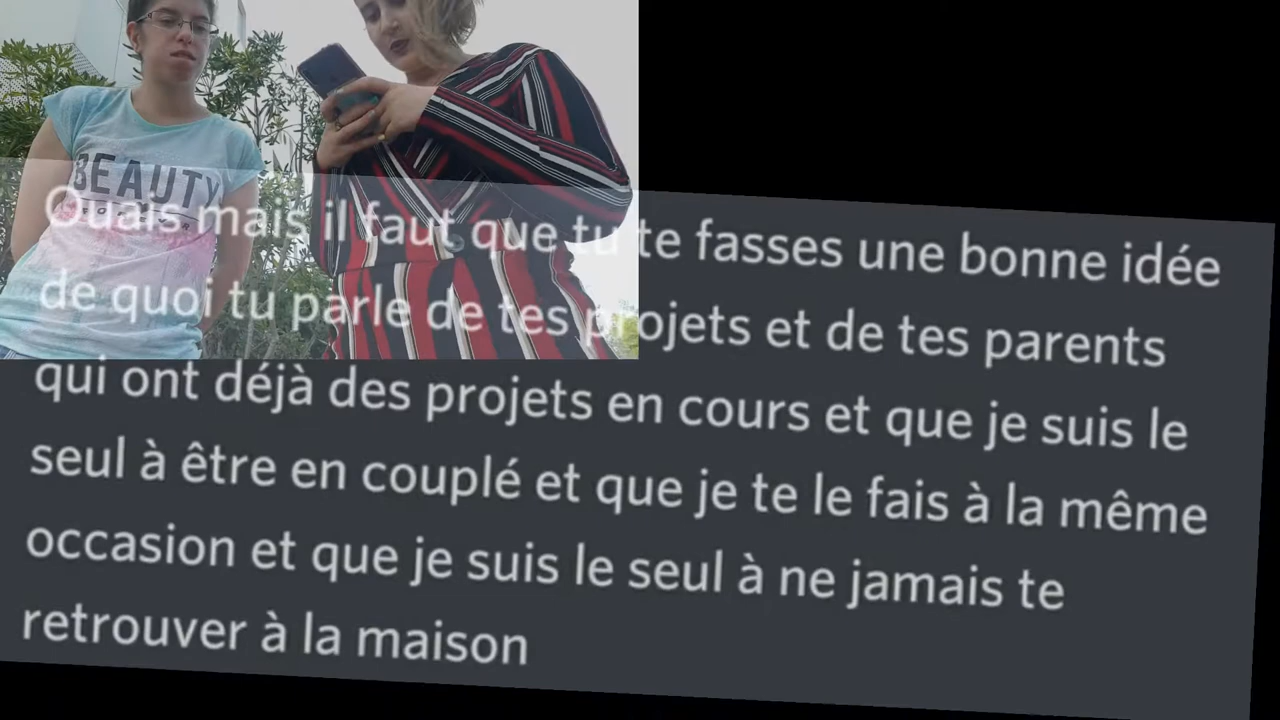 BEAUTY
Ouais mais il faut que tu te fasses une bonne idée
de quoi tu parle de tes projets et de tes parents
qui ont déjà des projets en cours et que je suis le
seul à être en couplé et que je te le fais à la même
occasion et que je suis le seul à ne jamais te
retrouver à la maison